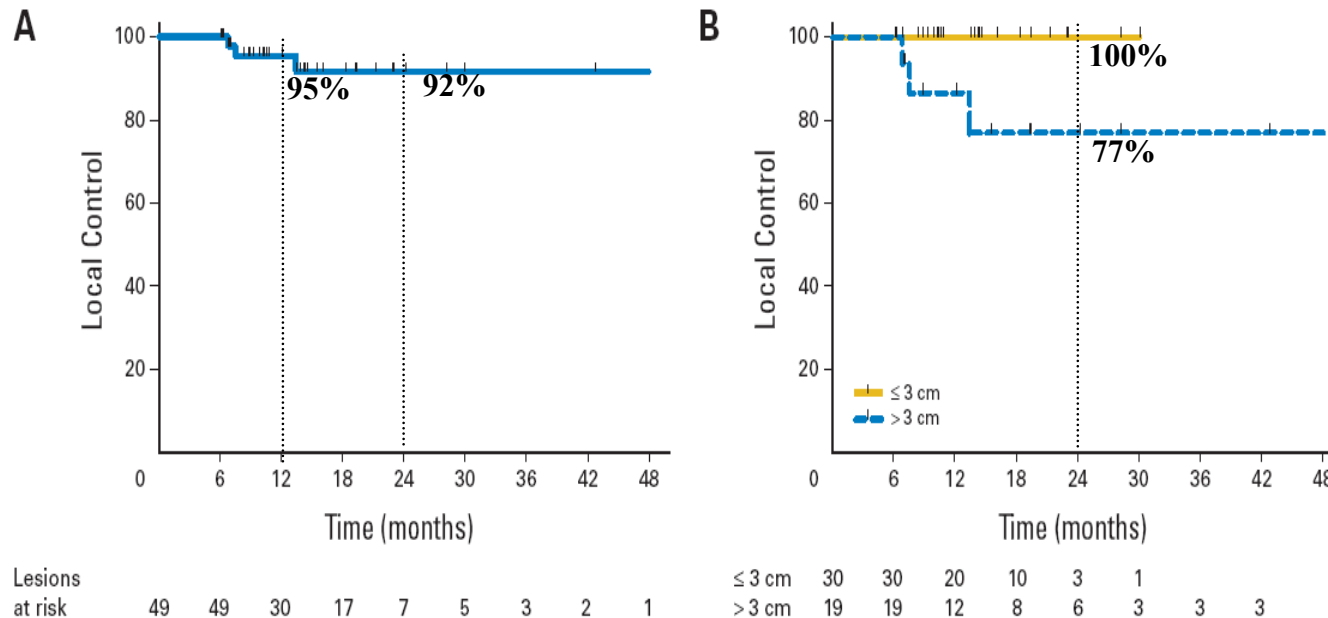 A
B
100
80
60
40
20
Local Control
95%
92%
0 6 12 18 24 30 36 42 48
Time (months)
Lesions
at risk 49 49 30 17 7 5 3 2 1
100
80
60
40
20
Local Control
100%
77%
≤ 3 cm
> 3 cm
0 6 12 18 24 30 36 42 48
Time (months)
≤ 3 cm 30 30 20 10 3 1
> 3 cm 19 19 12 8 6 3 3 3